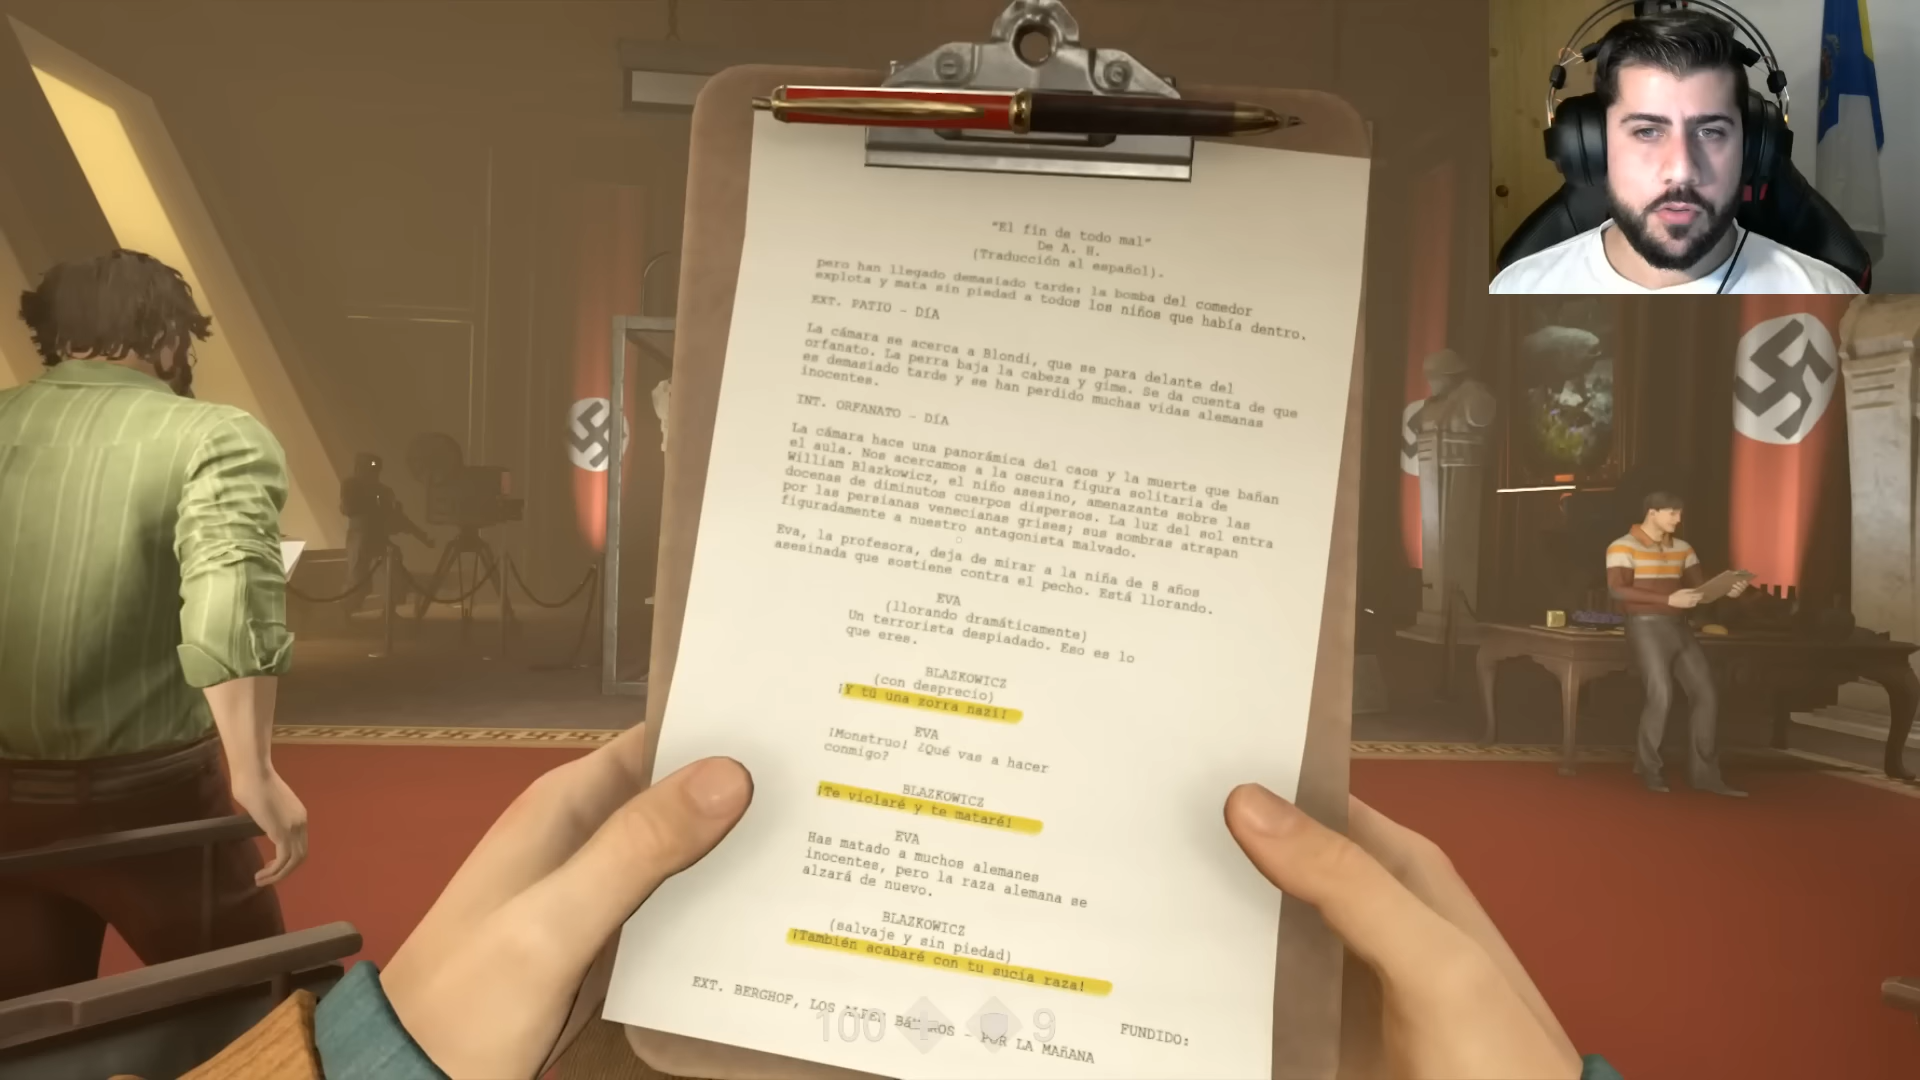 "El fin de todo mal"
De A. H.
(Traducción al español).
pero han llegado demasiado tarde: la bomba del comedor
explota y mata sin piedad a todos los niños que había dentro.
EXT. PATIO - DÍA
La cámara se acerca a Blondi, que se para delante del
orfanato. La perra baja la cabeza y gime. Se da cuenta de que
es demasiado tarde y se han perdido muchas vidas alemanas
inocentes.
INT. ORFANATO - DÍA
La cámara hace una panorámica del caos y la muerte que bañan
el aula. Nos acercamos a la oscura figura solitaria de
William Blazkowicz, el niño asesino, amenazante sobre las
docenas de diminutos cuerpos dispersos. La luz del sol entra
por las persianas venecianas grises; sus sombras atrapan
figuradamente a nuestro antagonista malvado.
Eva, la profesora, deja de mirar a la niña de 8 años
asesinada que sostiene contra el pecho. Está llorando.
EVA
(llorando dramáticamente)
Un terrorista despiadado. Eso es lo
que eres.
BLAZKOWICZ
(con desprecio)
¡Y tú una zorra nazi!
EVA
¡Monstruo! ¿Qué vas a hacer
conmigo?
BLAZKOWICZ
¡Te violaré y te mataré!
EVA
Has matado a muchos alemanes
inocentes, pero la raza alemana se
alzará de nuevo.
BLAZKOWICZ
(salvaje y sin piedad)
¡También acabaré con tu sucia raza!
FUNDIDO:
EXT. BERGHOF, LOS ALPES BÁVAROS - POR LA MAÑANA
100 9